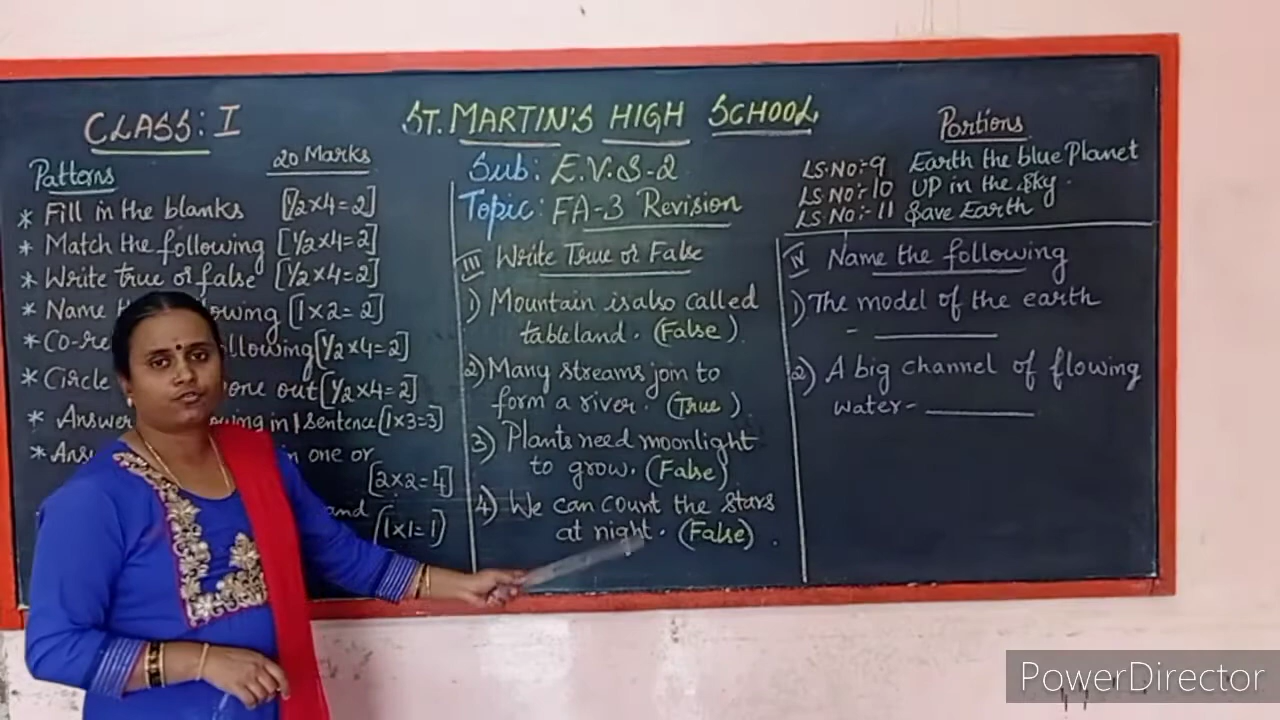 CLASS: I
ST. MARTIN'S HIGH SCHOOL
Patterns
20 Marks
* Fill in the blanks [1/2x4=2]
* Match the following [1/2x4=2]
* Write true or false [1/2x4=2]
* Name owing [1x2=2]
* Co-re llowing [1/2x4=2]
* Circle one out [1/2x4=2]
* Answer owing in 1 sentence [1x3=3]
* Ans in one or
[2x2=4]
and
[1x1=1]
Sub: E.V.S-2
Topic: FA-3 Revision
III Write True or False
1) Mountain is also called
tableland. (False)
2) Many streams join to
form a river. (True)
3) Plants need moonlight
to grow. (False)
4) We can count the stars
at night. (False).
Portions
LS.No:-9 Earth the blue Planet
LS.No:-10 UP in the Sky.
LS.No:-11 Save Earth
IV Name the following
1) The model of the earth
- ________
2) A big channel of flowing
water- ________
PowerDirector